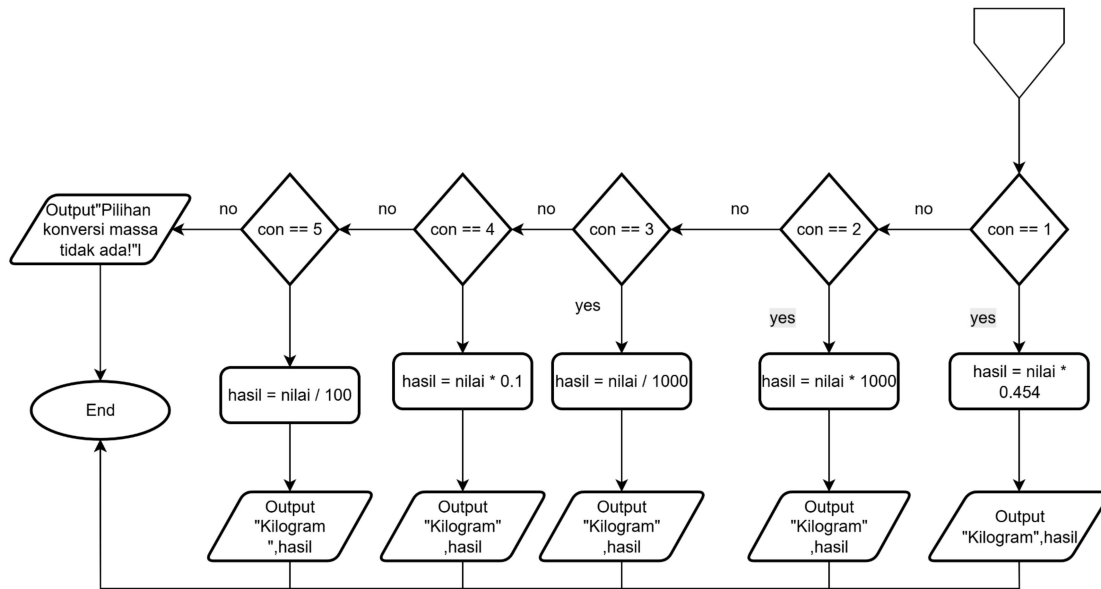 Output"Pilihan
konversi massa
tidak ada!"I
no
con == 5
no
con == 4
no
con == 3
no
con == 2
no
con == 1
yes
yes
yes
End
hasil = nilai / 100
hasil = nilai * 0.1
hasil = nilai / 1000
hasil = nilai * 1000
hasil = nilai *
0.454
Output
"Kilogram
",hasil
Output
"Kilogram"
,hasil
Output
"Kilogram"
,hasil
Output
"Kilogram"
,hasil
Output
"Kilogram",hasil